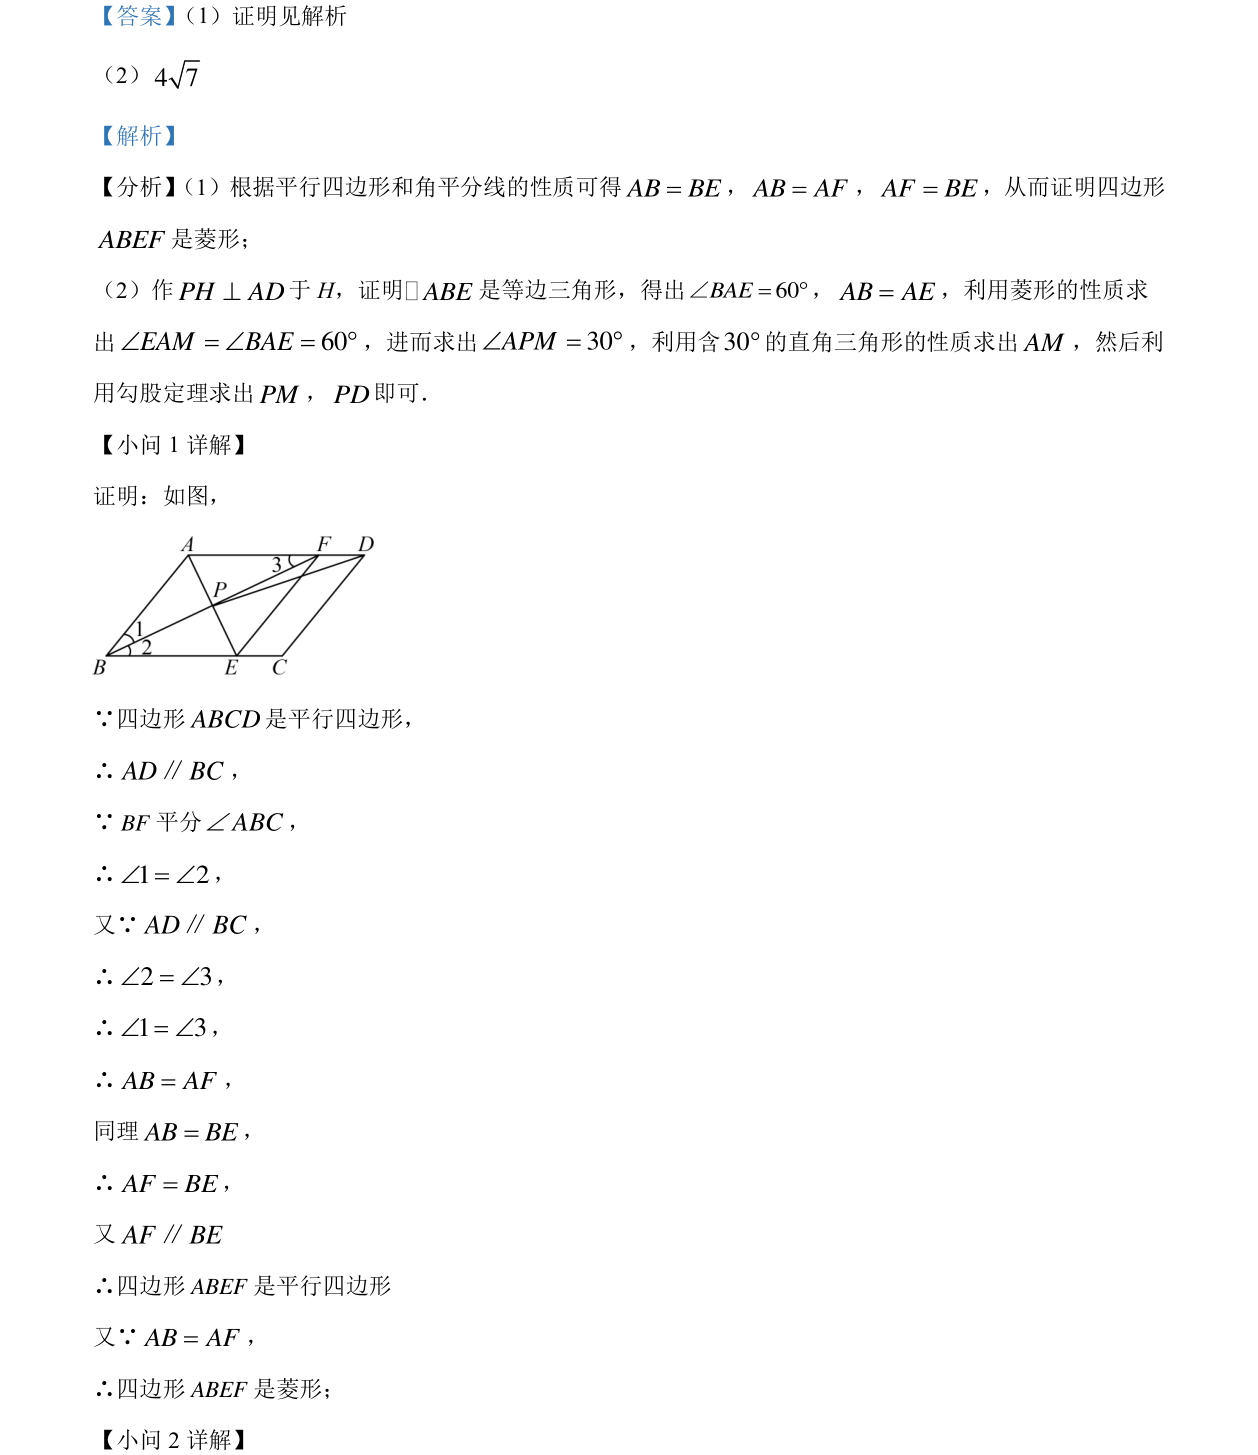 【答案】（1）证明见解析
（2）4√7
【解析】
【分析】（1）根据平行四边形和角平分线的性质可得 AB = BE，AB = AF，AF = BE，从而证明四边形
ABEF 是菱形；
（2）作 PH ⊥ AD 于 H，证明□ABE 是等边三角形，得出∠BAE = 60°，AB = AE，利用菱形的性质求
出∠EAM = ∠BAE = 60°，进而求出∠APM = 30°，利用含30°的直角三角形的性质求出 AM，然后利
用勾股定理求出 PM，PD 即可．
【小问 1 详解】
证明：如图，
A F D
3
P
1
2
B E C
∵四边形 ABCD 是平行四边形，
∴ AD∥BC，
∵ BF 平分∠ABC，
∴ ∠1 = ∠2，
又∵ AD∥BC，
∴ ∠2 = ∠3，
∴ ∠1 = ∠3，
∴ AB = AF，
同理 AB = BE，
∴ AF = BE，
又 AF∥BE
∴四边形 ABEF 是平行四边形
又∵ AB = AF，
∴四边形 ABEF 是菱形；
【小问 2 详解】